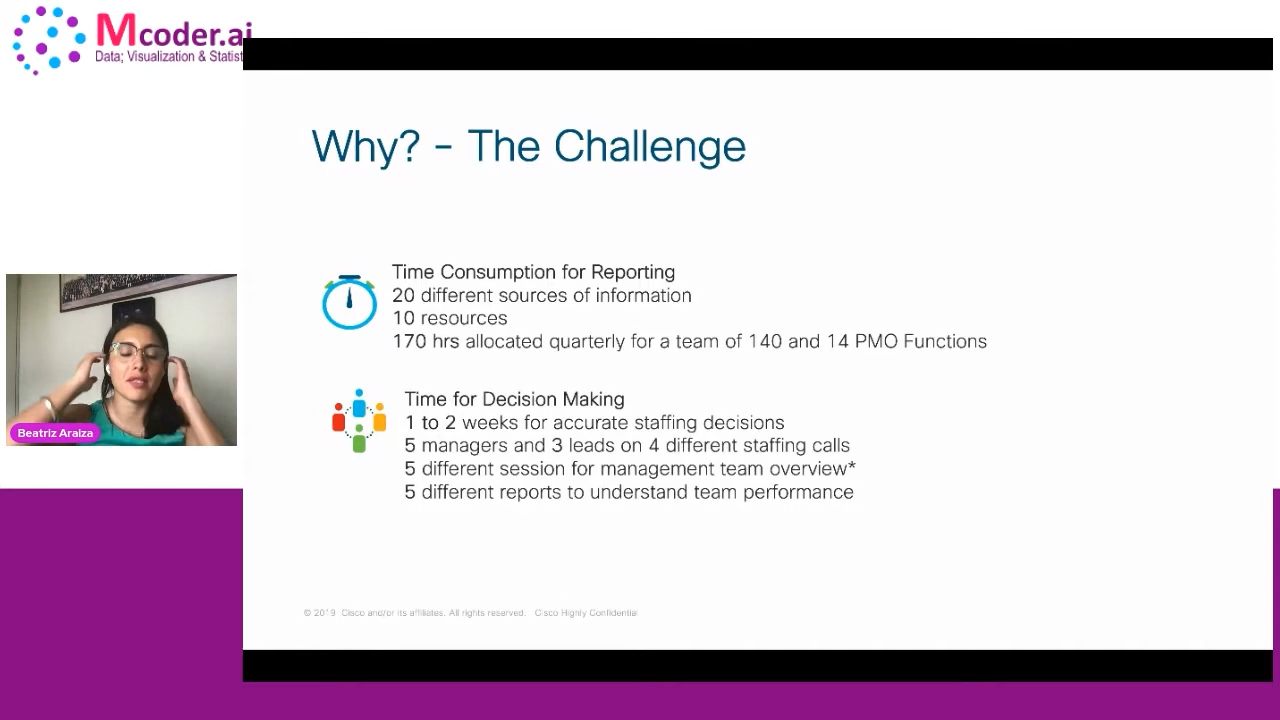 Mcoder.ai
Data; Visualization & Statist
Why? - The Challenge
Time Consumption for Reporting
20 different sources of information
10 resources
170 hrs allocated quarterly for a team of 140 and 14 PMO Functions
Time for Decision Making
1 to 2 weeks for accurate staffing decisions
5 managers and 3 leads on 4 different staffing calls
5 different session for management team overview*
5 different reports to understand team performance
Beatriz Araiza
© 2019 Cisco and/or its affiliates. All rights reserved. Cisco Highly Confidential